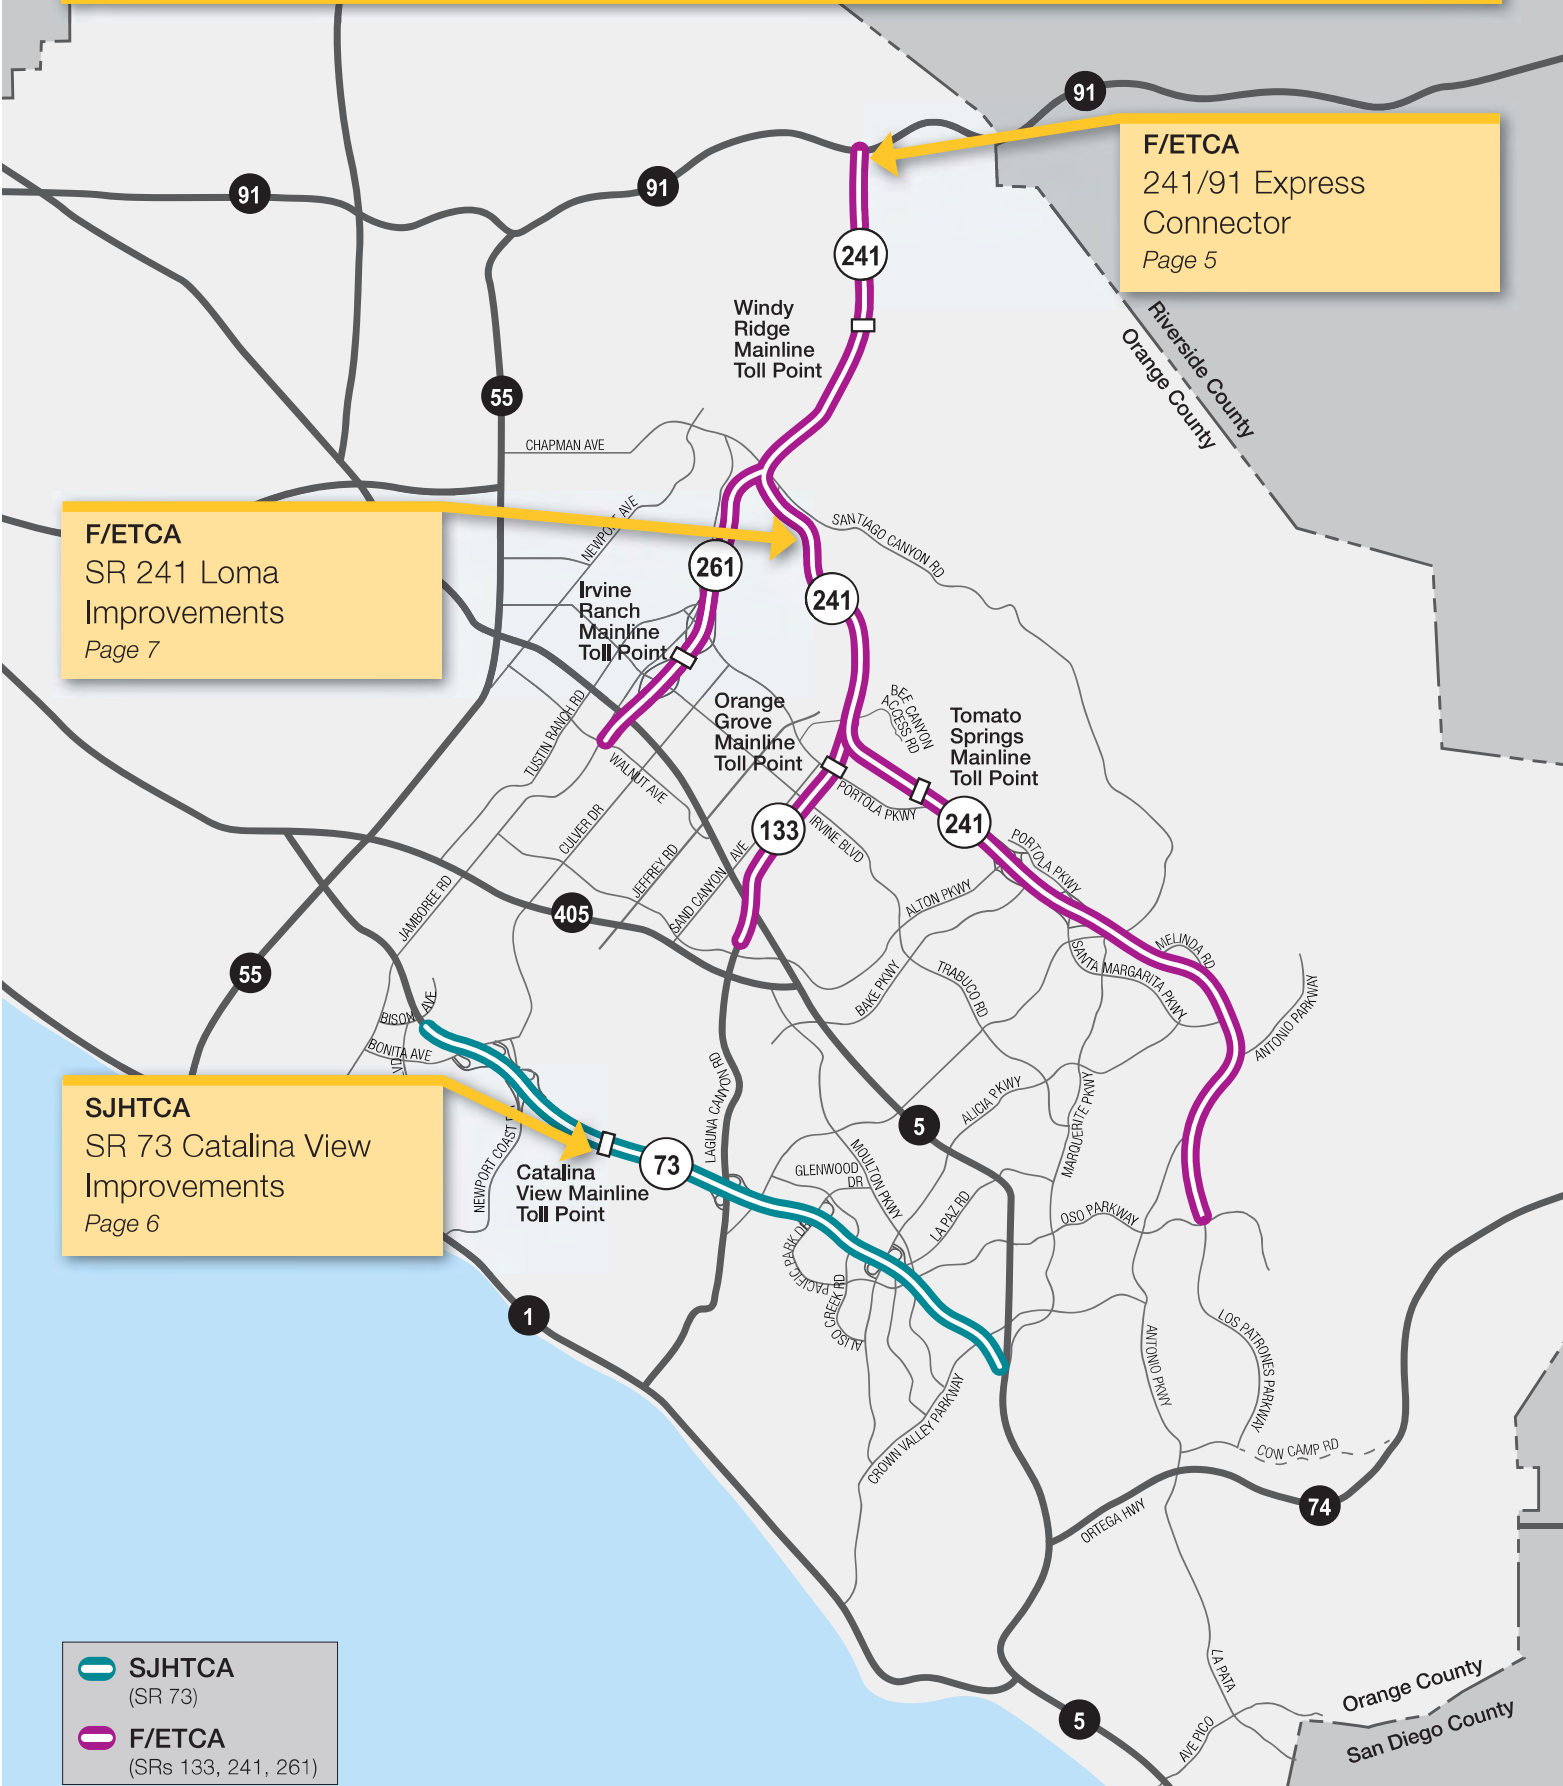 91
F/ETCA
241/91 Express
Connector
Page 5
91
91
241
Windy
Ridge
Mainline
Toll Point
Riverside County
Orange County
55
CHAPMAN AVE
NEWPORT AVE
SANTIAGO CANYON RD
F/ETCA
SR 241 Loma
Improvements
Page 7
261
Irvine
Ranch
Mainline
Toll Point
241
BEE CANYON
ACCESS RD
Orange
Grove
Mainline
Toll Point
Tomato
Springs
Mainline
Toll Point
TUSTIN RANCH RD
WALNUT AVE
PORTOLA PKWY
133
241
IRVINE BLVD
CULVER DR
JEFFREY RD
SAND CANYON AVE
PORTOLA PKWY
ALTON PKWY
JAMBOREE RD
405
55
MELINDA RD
SANTA MARGARITA PKWY
BAKE PKWY
TRABUCO RD
ANTONIO PARKWAY
BISON AVE
BONITA AVE
VD
LAGUNA CANYON RD
SJHTCA
SR 73 Catalina View
Improvements
Page 6
NEWPORT COAST
73
Catalina
View Mainline
Toll Point
5
ALICIA PKWY
MARGUERITE PKWY
MOULTON PKWY
GLENWOOD
DR
LA PAZ RD
OSO PARKWAY
PACIFIC PARK DR
ALISO CREEK RD
1
LOS PATRONES PARKWAY
ANTONIO PKWY
CROWN VALLEY PARKWAY
COW CAMP RD
74
ORTEGA HWY
LA PATA
AVE PICO
5
Orange County
San Diego County
SJHTCA
(SR 73)
F/ETCA
(SRs 133, 241, 261)